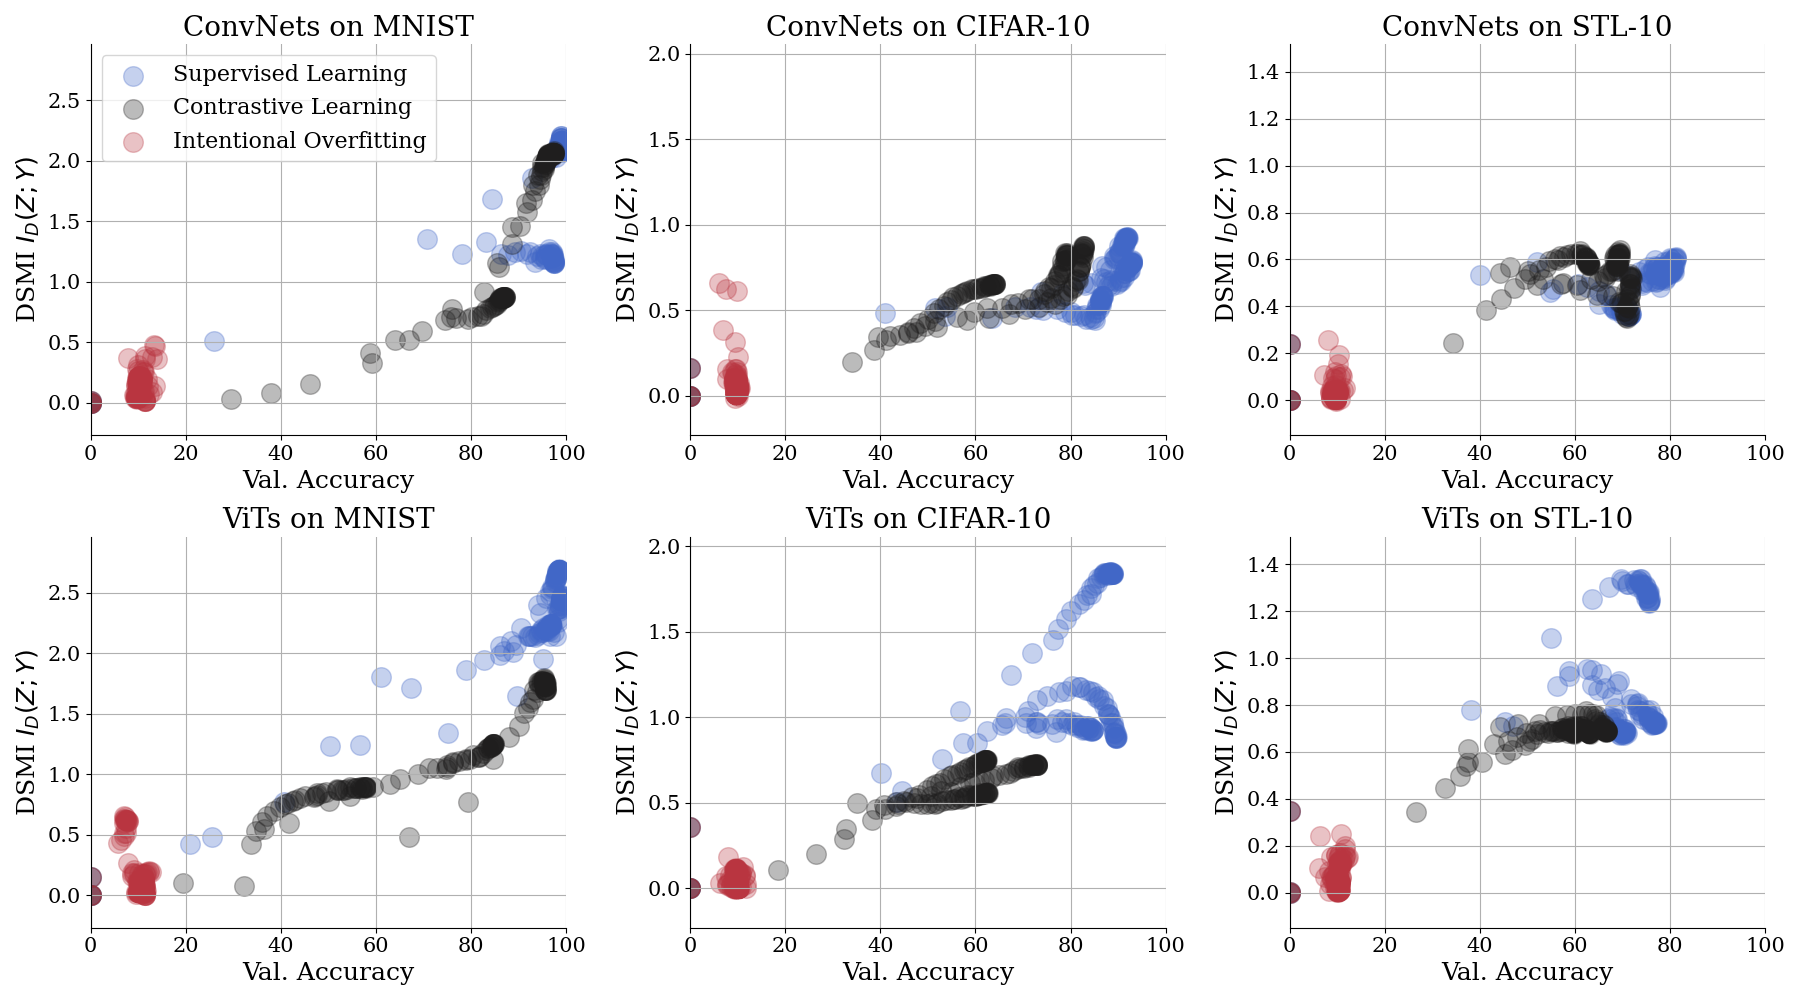 ConvNets on MNIST
2.5
2.0
1.5
1.0
0.5
0.0
DSMI I_D(Z; Y)
Supervised Learning
Contrastive Learning
Intentional Overfitting
0 20 40 60 80 100
Val. Accuracy
ConvNets on CIFAR-10
2.0
1.5
1.0
0.5
0.0
DSMI I_D(Z; Y)
0 20 40 60 80 100
Val. Accuracy
ConvNets on STL-10
1.4
1.2
1.0
0.8
0.6
0.4
0.2
0.0
DSMI I_D(Z; Y)
0 20 40 60 80 100
Val. Accuracy
ViTs on MNIST
2.5
2.0
1.5
1.0
0.5
0.0
DSMI I_D(Z; Y)
0 20 40 60 80 100
Val. Accuracy
ViTs on CIFAR-10
2.0
1.5
1.0
0.5
0.0
DSMI I_D(Z; Y)
0 20 40 60 80 100
Val. Accuracy
ViTs on STL-10
1.4
1.2
1.0
0.8
0.6
0.4
0.2
0.0
DSMI I_D(Z; Y)
0 20 40 60 80 100
Val. Accuracy